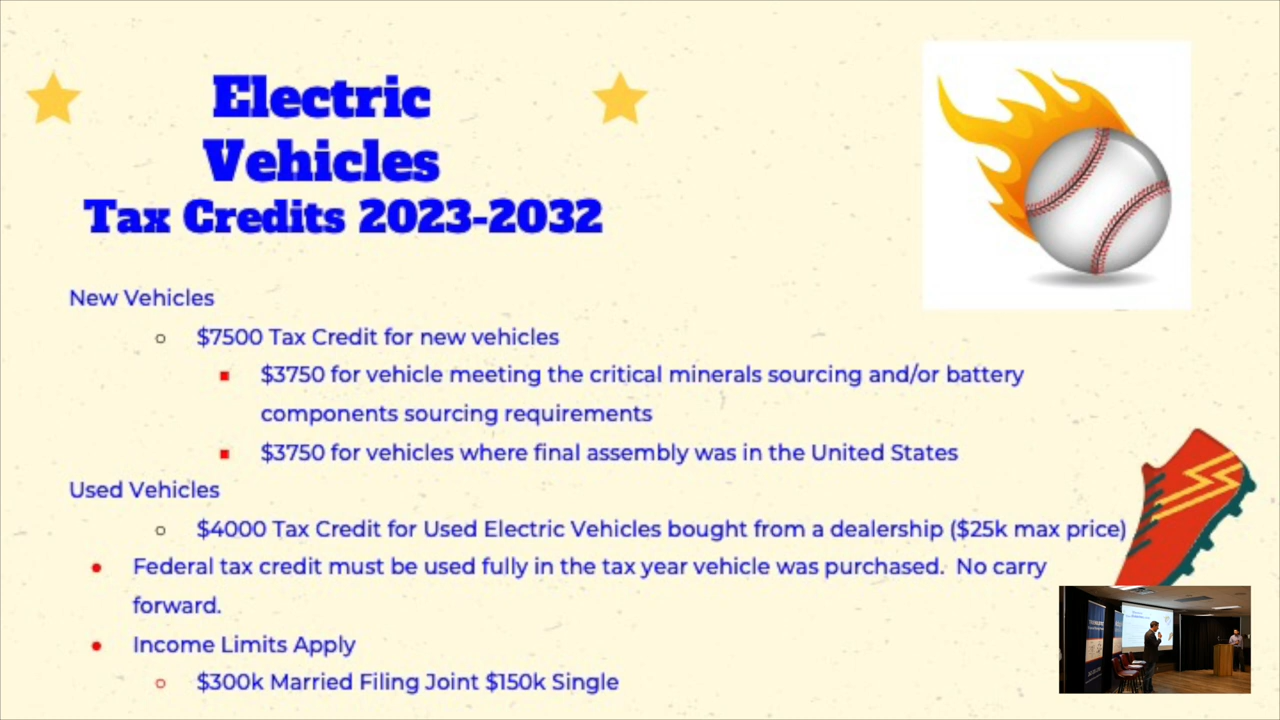 Electric
Vehicles
Tax Credits 2023-2032
New Vehicles
$7500 Tax Credit for new vehicles
$3750 for vehicle meeting the critical minerals sourcing and/or battery
components sourcing requirements
$3750 for vehicles where final assembly was in the United States
Used Vehicles
$4000 Tax Credit for Used Electric Vehicles bought from a dealership ($25k max price)
Federal tax credit must be used fully in the tax year vehicle was purchased.  No carry
forward.
Income Limits Apply
$300k Married Filing Joint $150k Single